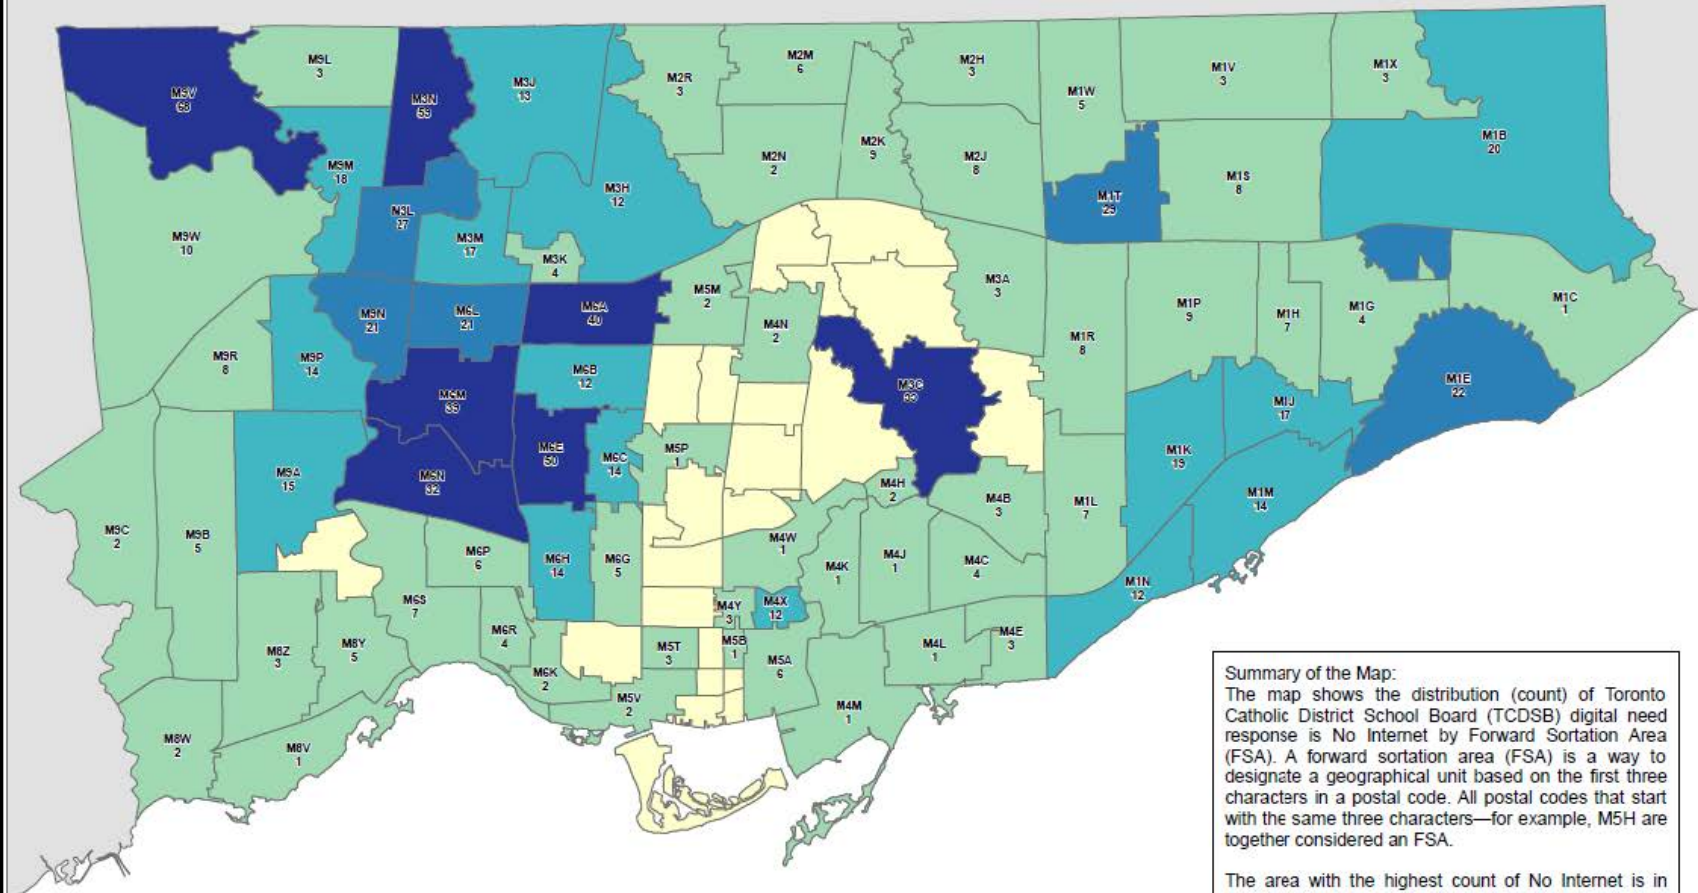 M9L
3
M2M
6
M2H
3
M1X
3
M1V
3
M3J
13
M2R
3
M9V
68
M3N
59
M1W
5
M1B
20
M2K
9
M2N
2
M2J
8
M9M
18
M1S
8
M3H
12
M1T
29
M3L
27
M9W
10
M3M
17
M3K
4
M3A
3
M5M
2
M1C
1
M1P
9
M1G
4
M6A
40
M9N
21
M6L
21
M1H
7
M4N
2
M1R
8
M9R
8
M9P
14
M6B
12
M1E
22
M3C
M6M
39
M1J
17
M6E
50
M5P
1
M6C
14
M1K
19
M9A
15
M6N
32
M4H
2
M1M
14
M4B
3
M1L
7
M9C
2
M9B
5
M4W
1
M6P
6
M6H
14
M6G
5
M4J
1
M4C
4
M4K
1
M1N
12
M6S
7
M4Y
3
M4X
12
M6R
4
M4E
3
M5B
1
M8Y
5
M4L
1
M8Z
3
M5T
3
M5A
6
M6K
2
M5V
2
M4M
1
M8W
2
M8V
1
Summary of the Map:
The map shows the distribution (count) of Toronto
Catholic District School Board (TCDSB) digital need
response is No Internet by Forward Sortation Area
(FSA). A forward sortation area (FSA) is a way to
designate a geographical unit based on the first three
characters in a postal code. All postal codes that start
with the same three characters—for example, M5H are
together considered an FSA.
The area with the highest count of No Internet is in